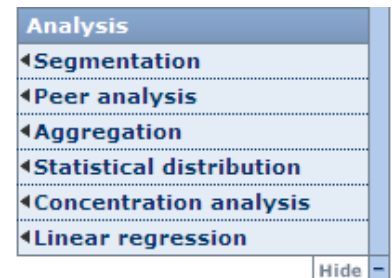 Analysis
Segmentation
Peer analysis
Aggregation
Statistical distribution
Concentration analysis
Linear regression
Hide